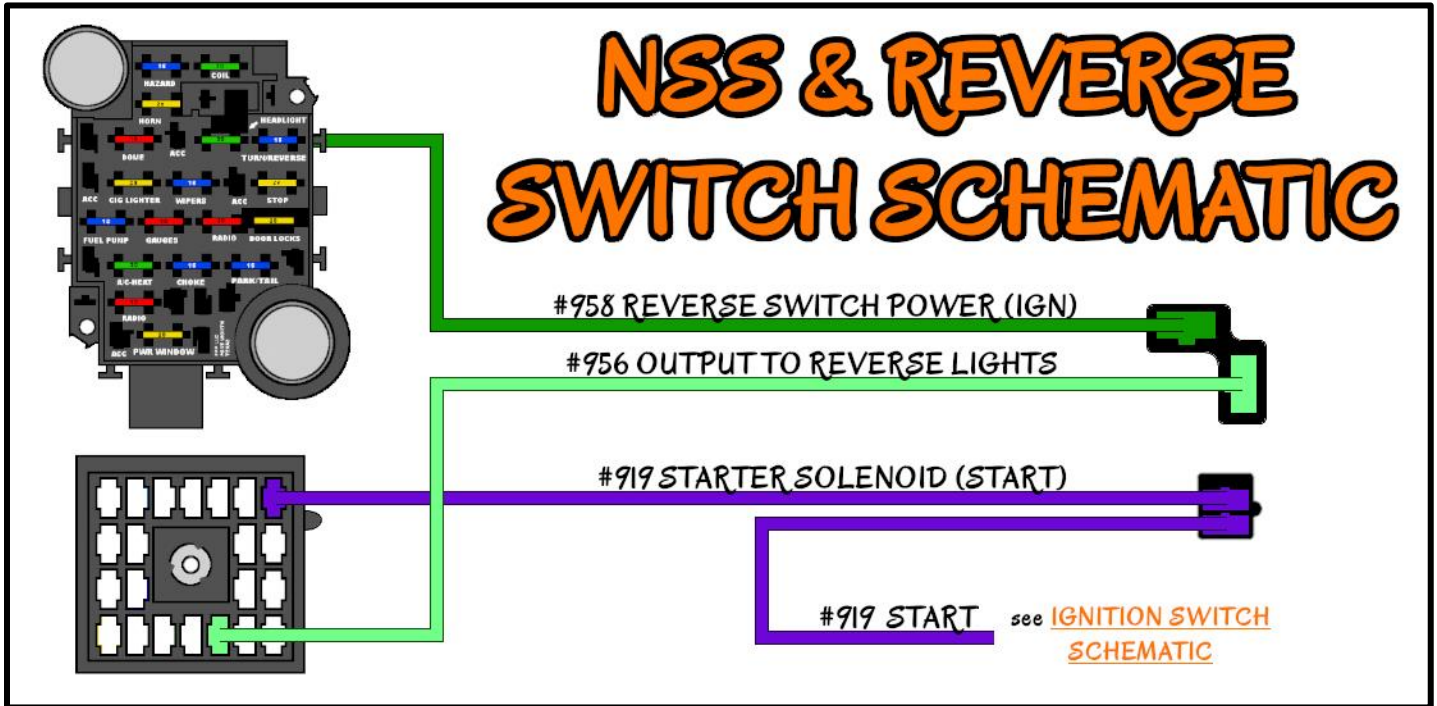 NSS & REVERSE
SWITCH SCHEMATIC
HAZARD
COIL
HORN
HEADLIGHT
DOME
ACC
TURN/REVERSE
ACC
CIG LIGHTER
WIPERS
ACC
STOP
FUEL PUMP
GAUGES
RADIO
DOOR LOCKS
A/C-HEAT
CHOKE
PARK/TAIL
RADIO
ACC
PWR WINDOW
#958 REVERSE SWITCH POWER (IGN)
#956 OUTPUT TO REVERSE LIGHTS
#919 STARTER SOLENOID (START)
#919 START
see IGNITION SWITCH
SCHEMATIC